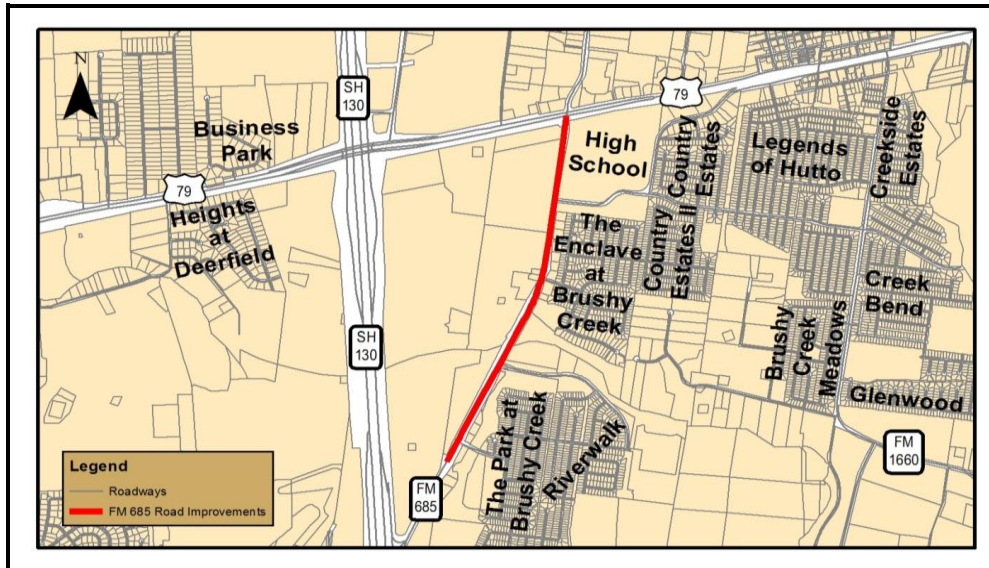 N
SH
130
79
Business
Park
High
School
Country
Estates
Legends
of Hutto
Creekside
Estates
79
Heights
at
Deerfield
The
Enclave
at
Brushy
Creek
Country
Estates II
Creek
Bend
SH
130
Brushy
Creek
Meadows
Glenwood
The Park at
Brushy Creek
Riverwalk
FM
1660
FM
685
Legend
Roadways
FM 685 Road Improvements